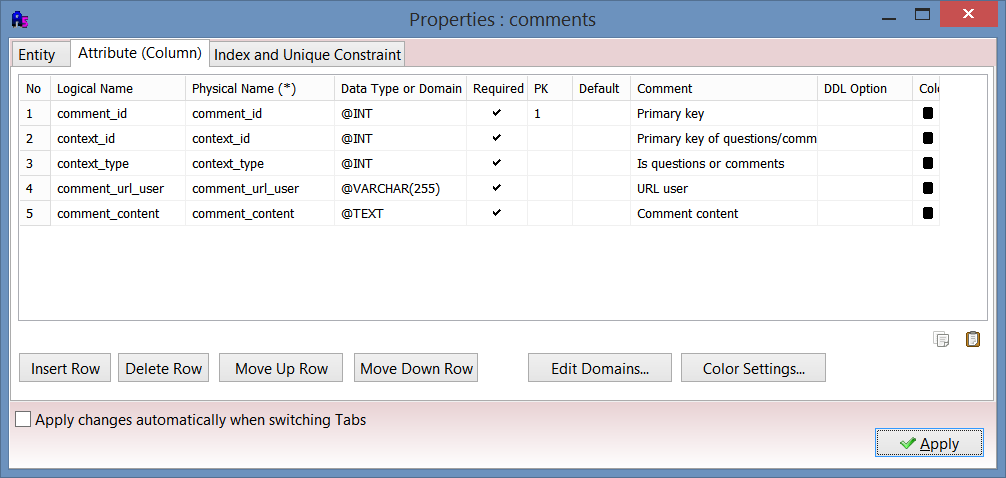 Properties : comments
Entity Attribute (Column) Index and Unique Constraint
No Logical Name Physical Name (*) Data Type or Domain Required PK Default Comment DDL Option Colo
1 comment_id comment_id @INT ✔ 1 Primary key
2 context_id context_id @INT ✔ Primary key of questions/comm
3 context_type context_type @INT ✔ Is questions or comments
4 comment_url_user comment_url_user @VARCHAR(255) ✔ URL user
5 comment_content comment_content @TEXT ✔ Comment content
Insert Row Delete Row Move Up Row Move Down Row Edit Domains... Color Settings...
Apply changes automatically when switching Tabs
Apply